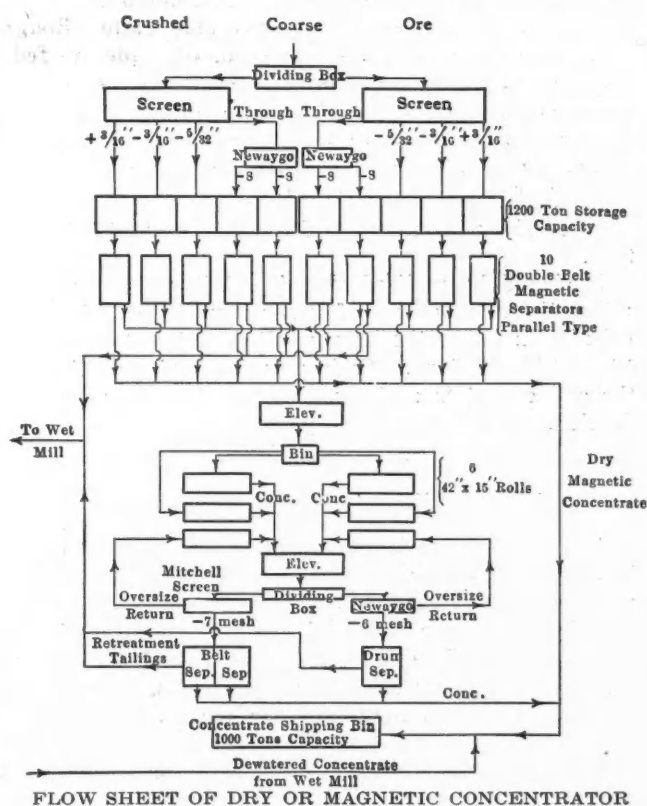 Crushed Coarse Ore
Dividing Box
Screen Screen
Through Through
+ 3/16" - 3/16" - 5/32" - 5/32" - 3/16" + 3/16"
Newaygo Newaygo
-8 -8 -8 -8
1200 Ton Storage
Capacity
10
Double Belt
Magnetic
Separators
Parallel Type
Elev.
To Wet
Mill
Bin
6
42" x 15" Rolls
Dry
Magnetic
Concentrate
Conc. Conc
Elev.
Mitchell
Screen
Dividing
Box
Oversize
Return
Newaygo
Oversize
Return
-7 mesh -6 mesh
Retreatment
Tailings
Belt
Sep. Sep
Drum
Sep.
Conc.
Concentrate Shipping Bin
1000 Tons Capacity
Dewatered Concentrate
from Wet Mill
FLOW SHEET OF DRY OR MAGNETIC CONCENTRATOR